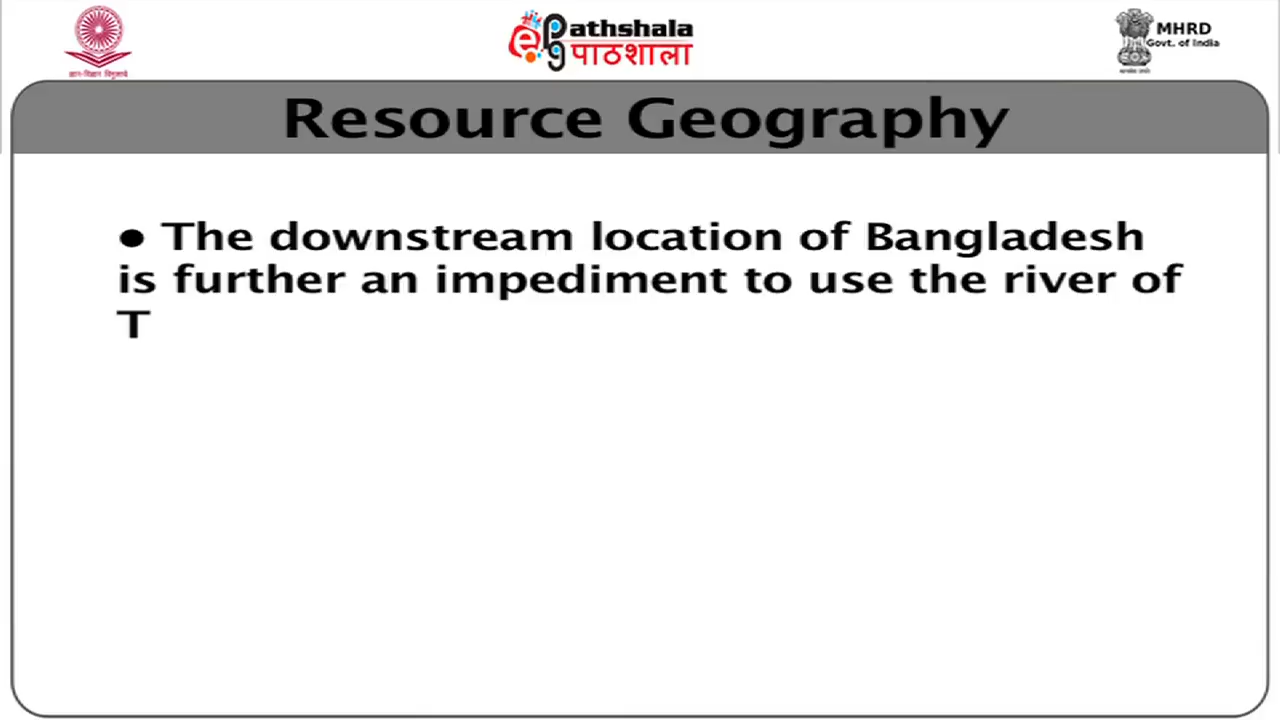 Pathshala
पाठशाला
MHRD
Govt. of India
Resource Geography
● The downstream location of Bangladesh
is further an impediment to use the river of
T